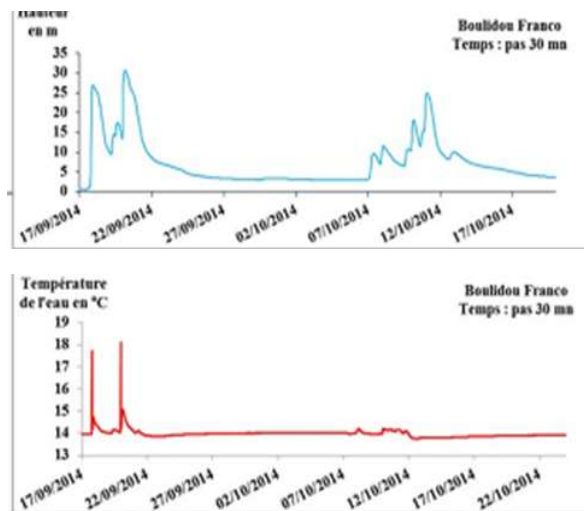 Hauteur
en m
Boulidou Franco
Temps : pas 30 mn
35
30
25
20
15
10
5
0
17/09/2014 22/09/2014 27/09/2014 02/10/2014 07/10/2014 12/10/2014 17/10/2014
Température
de l'eau en °C
Boulidou Franco
Temps : pas 30 mn
19
18
17
16
15
14
13
17/09/2014 22/09/2014 27/09/2014 02/10/2014 07/10/2014 12/10/2014 17/10/2014 22/10/2014